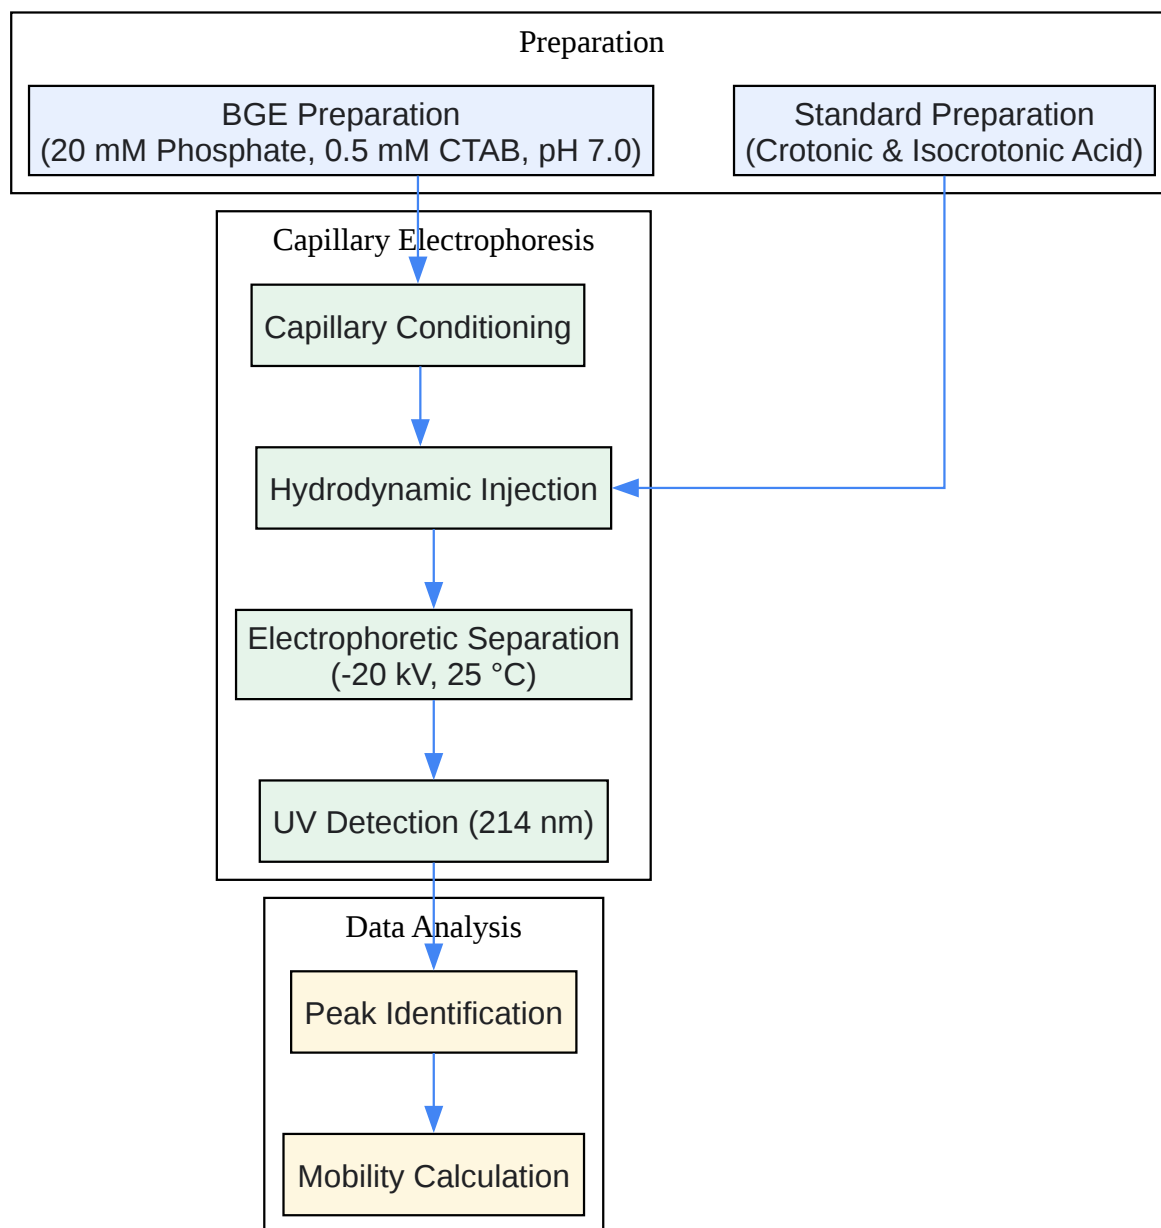 Preparation
BGE Preparation
(20 mM Phosphate, 0.5 mM CTAB, pH 7.0)
Standard Preparation
(Crotonic & Isocrotonic Acid)
Capillary Electrophoresis
Capillary Conditioning
Hydrodynamic Injection
Electrophoretic Separation
(-20 kV, 25 °C)
UV Detection (214 nm)
Data Analysis
Peak Identification
Mobility Calculation